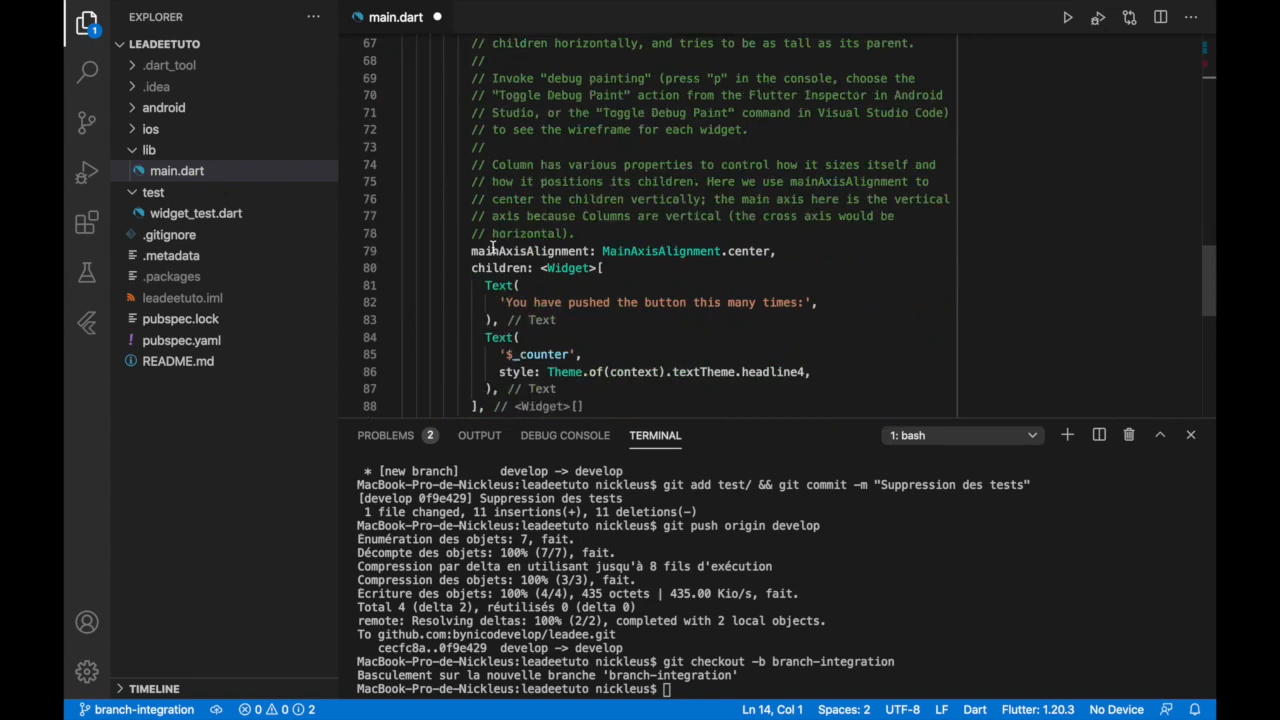 EXPLORER
main.dart
LEADEETUTO
.dart_tool
.idea
android
ios
lib
main.dart
test
widget_test.dart
.gitignore
.metadata
.packages
leadeetuto.iml
pubspec.lock
pubspec.yaml
README.md
TIMELINE
1
67 // children horizontally, and tries to be as tall as its parent.
68 //
69 // Invoke "debug painting" (press "p" in the console, choose the
70 // "Toggle Debug Paint" action from the Flutter Inspector in Android
71 // Studio, or the "Toggle Debug Paint" command in Visual Studio Code)
72 // to see the wireframe for each widget.
73 //
74 // Column has various properties to control how it sizes itself and
75 // how it positions its children. Here we use mainAxisAlignment to
76 // center the children vertically; the main axis here is the vertical
77 // axis because Columns are vertical (the cross axis would be
78 // horizontal).
79 mainAxisAlignment: MainAxisAlignment.center,
80 children: <Widget>[
81 Text(
82 'You have pushed the button this many times:',
83 ), // Text
84 Text(
85 '$_counter',
86 style: Theme.of(context).textTheme.headline4,
87 ), // Text
88 ], // <Widget>[]
PROBLEMS 2 OUTPUT DEBUG CONSOLE TERMINAL 1: bash
* [new branch] develop -> develop
MacBook-Pro-de-Nickleus:leadeetuto nickleus$ git add test/ && git commit -m "Suppression des tests"
[develop 0f9e429] Suppression des tests
1 file changed, 11 insertions(+), 11 deletions(-)
MacBook-Pro-de-Nickleus:leadeetuto nickleus$ git push origin develop
Énumération des objets: 7, fait.
Décompte des objets: 100% (7/7), fait.
Compression par delta en utilisant jusqu'à 8 fils d'exécution
Compression des objets: 100% (3/3), fait.
Écriture des objets: 100% (4/4), 435 octets | 435.00 Kio/s, fait.
Total 4 (delta 2), réutilisés 0 (delta 0)
remote: Resolving deltas: 100% (2/2), completed with 2 local objects.
To github.com:bynicodevelop/leadee.git
cecfc8a..0f9e429 develop -> develop
MacBook-Pro-de-Nickleus:leadeetuto nickleus$ git checkout -b branch-integration
Basculement sur la nouvelle branche 'branch-integration'
MacBook-Pro-de-Nickleus:leadeetuto nickleus$
branch-integration 0 0 2 Ln 14, Col 1 Spaces: 2 UTF-8 LF Dart Flutter: 1.20.3 No Device